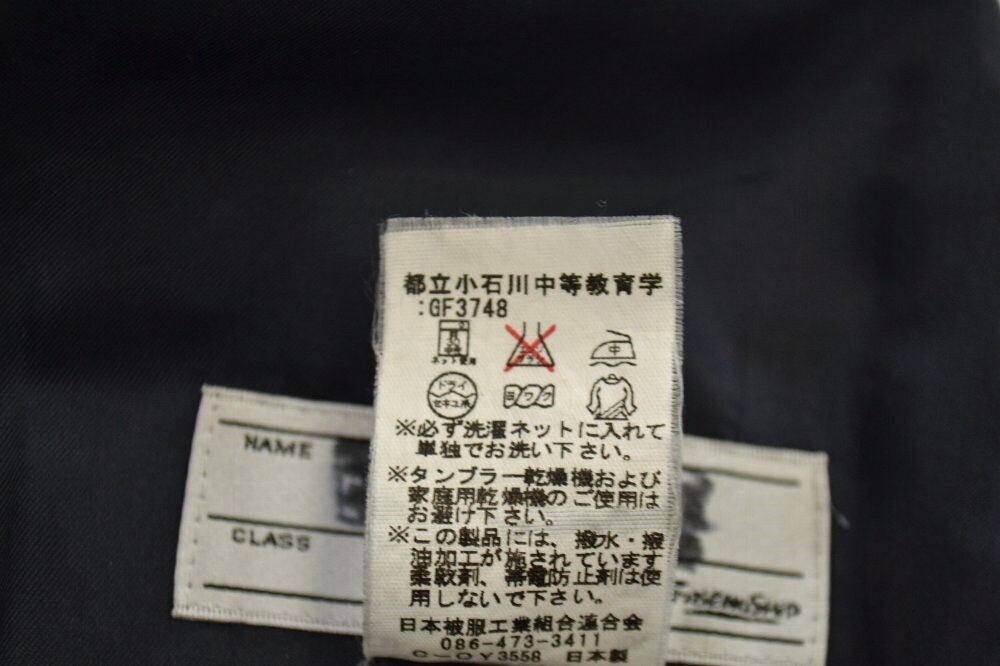 都立小石川中等教育学
:GF3748
ネット使用
中
ドライ
セキユ系
ヨワク
※必ず洗濯ネットに入れて
単独でお洗い下さい。
※タンブラー乾燥機および
家庭用乾燥機のご使用は
お避け下さい。
※この製品には、撥水・撥
油加工が施されています
柔軟剤、帯電防止剤は使
用しないで下さい。
日本被服工業組合連合会
086-473-3411
C-OY3558 日本製
NAME
CLASS